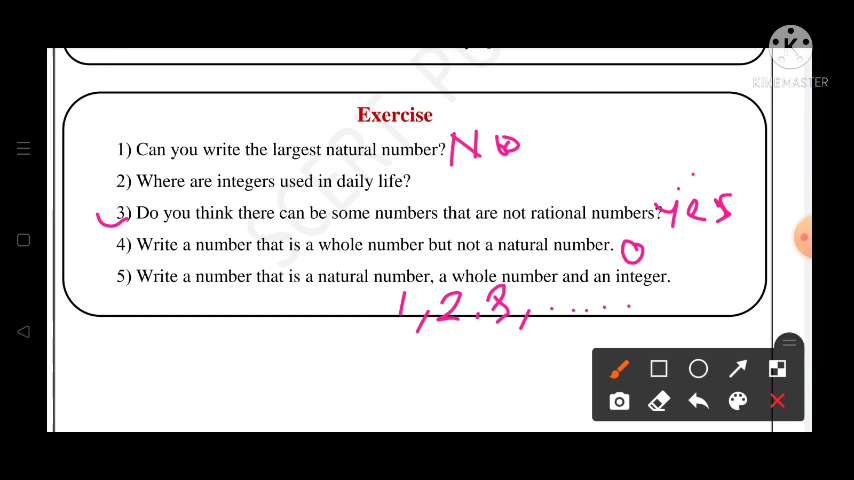 K
KINEMASTER
Exercise
1) Can you write the largest natural number? No
2) Where are integers used in daily life?
3) Do you think there can be some numbers that are not rational numbers? yes
4) Write a number that is a whole number but not a natural number. 0
5) Write a number that is a natural number, a whole number and an integer.
1, 2. 3, .....
SCERT